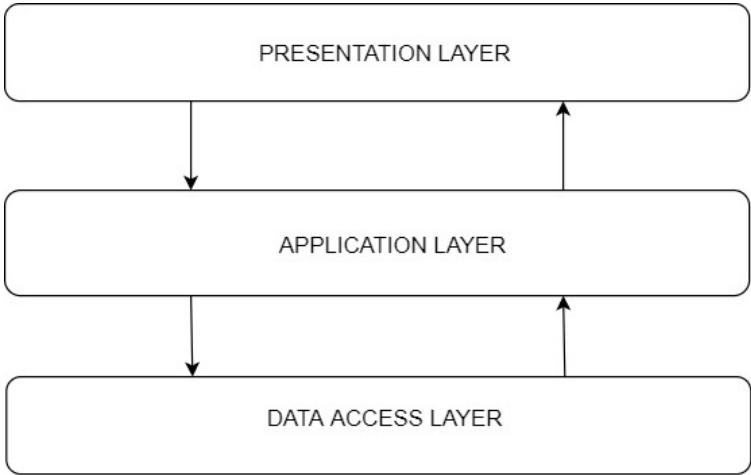 PRESENTATION LAYER
APPLICATION LAYER
DATA ACCESS LAYER